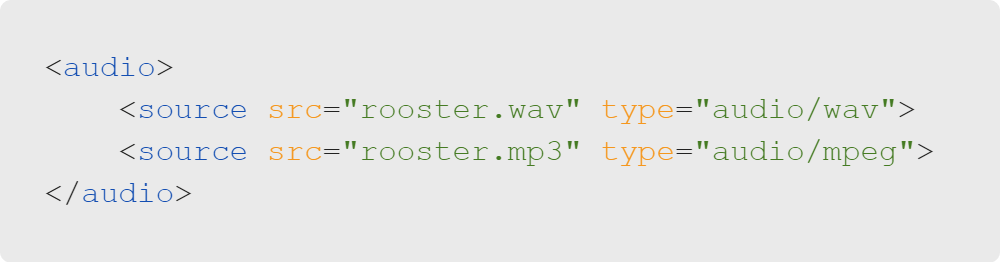 <audio>
    <source src="rooster.wav" type="audio/wav">
    <source src="rooster.mp3" type="audio/mpeg">
</audio>